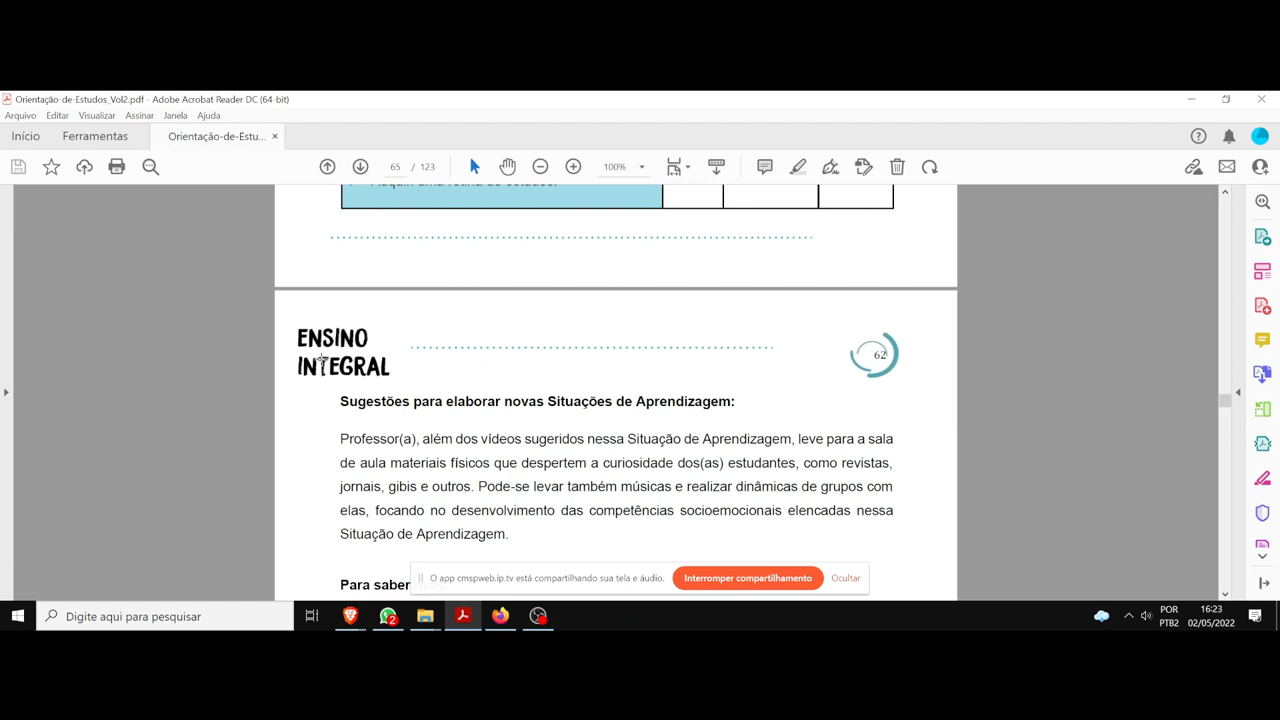 Orientação-de-Estudos_Vol2.pdf - Adobe Acrobat Reader DC (64-bit)
Arquivo Editar Visualizar Assinar Janela Ajuda
Início Ferramentas Orientação-de-Estu... ×
65 / 123 100%
ENSINO
INTEGRAL
62
Sugestões para elaborar novas Situações de Aprendizagem:
Professor(a), além dos vídeos sugeridos nessa Situação de Aprendizagem, leve para a sala
de aula materiais físicos que despertem a curiosidade dos(as) estudantes, como revistas,
jornais, gibis e outros. Pode-se levar também músicas e realizar dinâmicas de grupos com
elas, focando no desenvolvimento das competências socioemocionais elencadas nessa
Situação de Aprendizagem.
Para saber
O app cmspweb.ip.tv está compartilhando sua tela e áudio. Interromper compartilhamento Ocultar
Digite aqui para pesquisar
2
POR
PTB2
16:23
02/05/2022